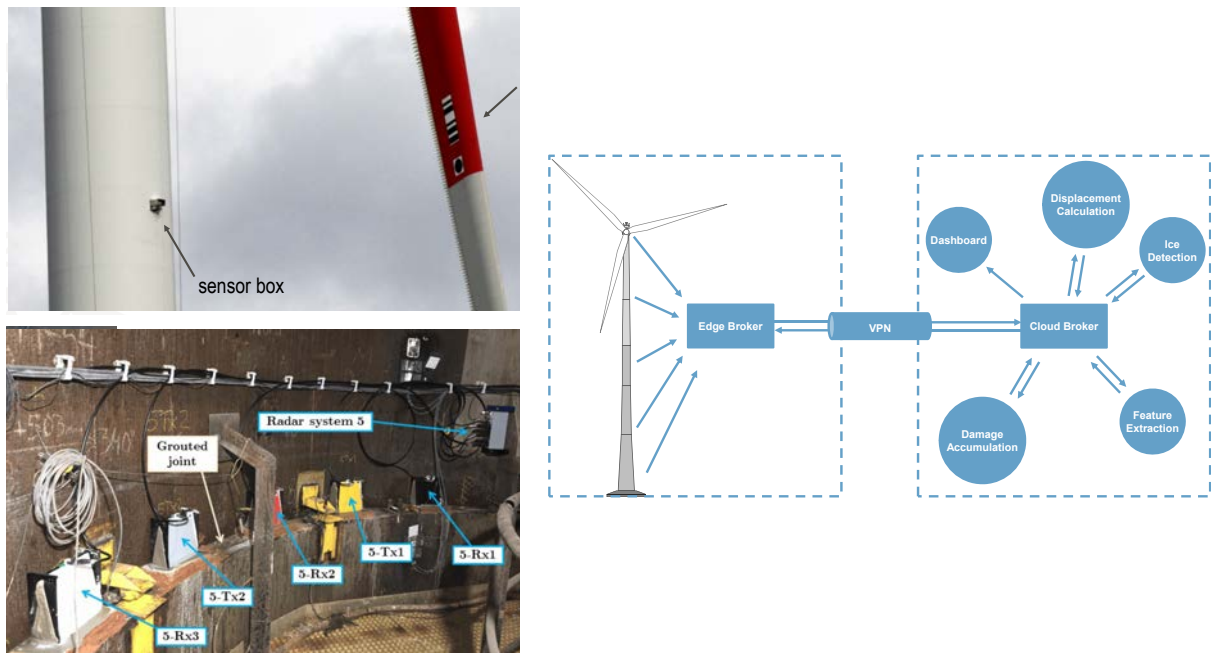 sensor box
Radar system 5
Grouted
joint
5-Tx1
5-Rx1
5-Rx2
5-Tx2
5-Rx3
Edge Broker
VPN
Dashboard
Displacement
Calculation
Ice
Detection
Cloud Broker
Damage
Accumulation
Feature
Extraction